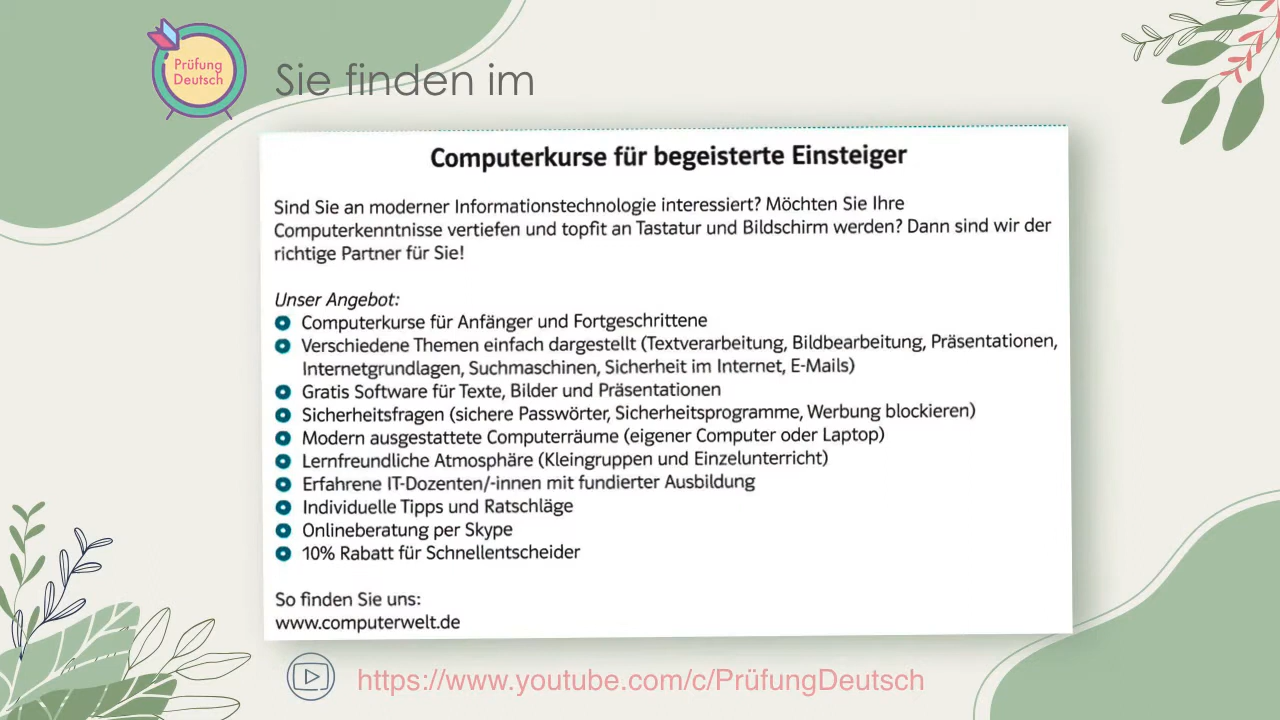 Prüfung
Deutsch
Sie finden im
Computerkurse für begeisterte Einsteiger
Sind Sie an moderner Informationstechnologie interessiert? Möchten Sie Ihre
Computerkenntnisse vertiefen und topfit an Tastatur und Bildschirm werden? Dann sind wir der
richtige Partner für Sie!
Unser Angebot:
Computerkurse für Anfänger und Fortgeschrittene
Verschiedene Themen einfach dargestellt (Textverarbeitung, Bildbearbeitung, Präsentationen,
Internetgrundlagen, Suchmaschinen, Sicherheit im Internet, E-Mails)
Gratis Software für Texte, Bilder und Präsentationen
Sicherheitsfragen (sichere Passwörter, Sicherheitsprogramme, Werbung blockieren)
Modern ausgestattete Computerräume (eigener Computer oder Laptop)
Lernfreundliche Atmosphäre (Kleingruppen und Einzelunterricht)
Erfahrene IT-Dozenten/-innen mit fundierter Ausbildung
Individuelle Tipps und Ratschläge
Onlineberatung per Skype
10% Rabatt für Schnellentscheider
So finden Sie uns:
www.computerwelt.de
https://www.youtube.com/c/PrüfungDeutsch